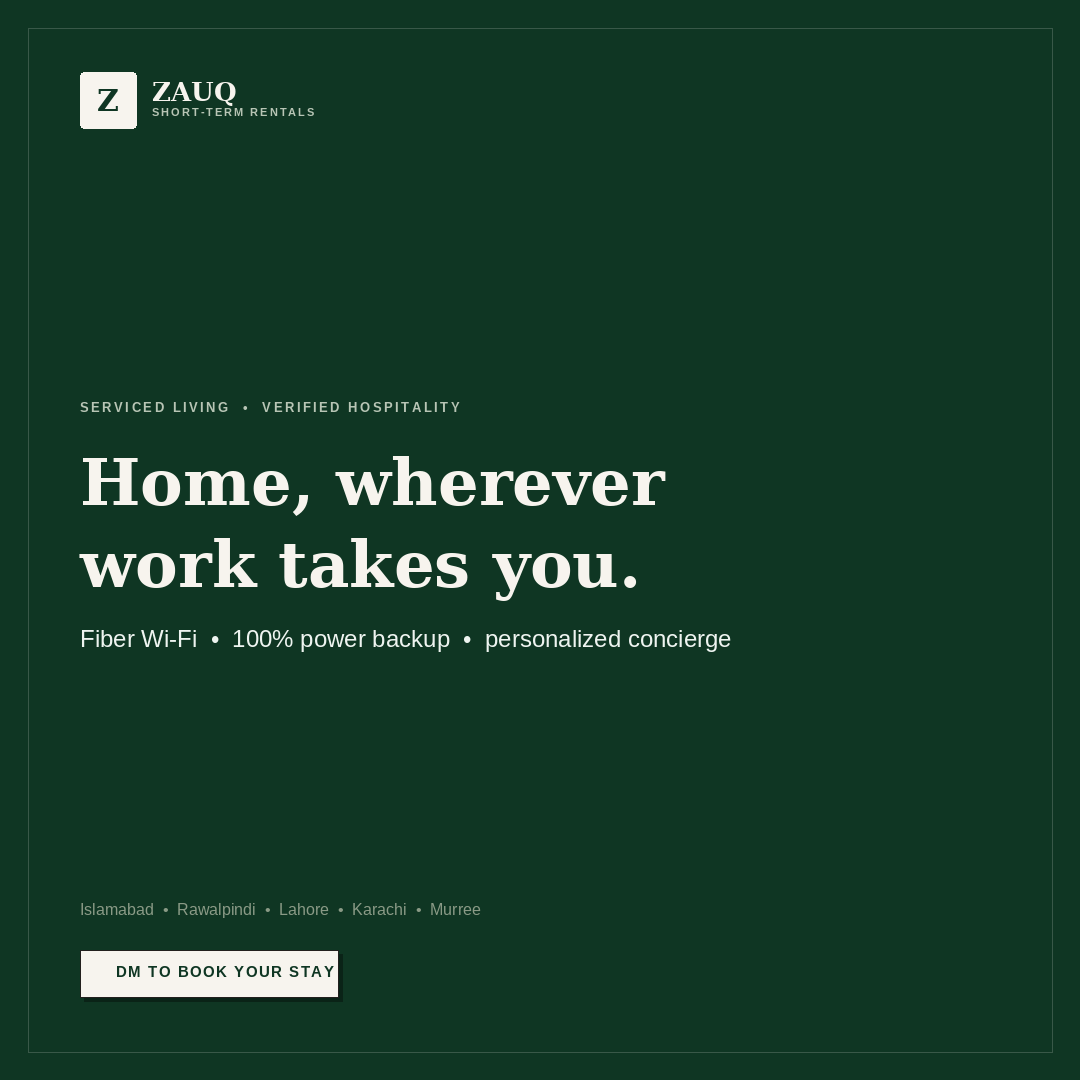 Z
ZAUQ
SHORT-TERM RENTALS
SERVICED LIVING • VERIFIED HOSPITALITY
Home, wherever
work takes you.
Fiber Wi-Fi • 100% power backup • personalized concierge
Islamabad • Rawalpindi • Lahore • Karachi • Murree
DM TO BOOK YOUR STAY